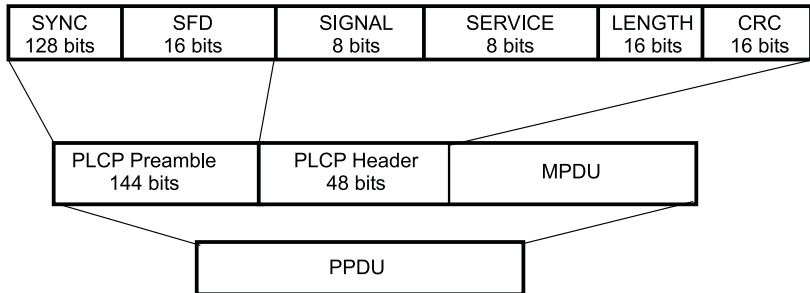 SYNC
128 bits
SFD
16 bits
SIGNAL
8 bits
SERVICE
8 bits
LENGTH
16 bits
CRC
16 bits
PLCP Preamble
144 bits
PLCP Header
48 bits
MPDU
PPDU